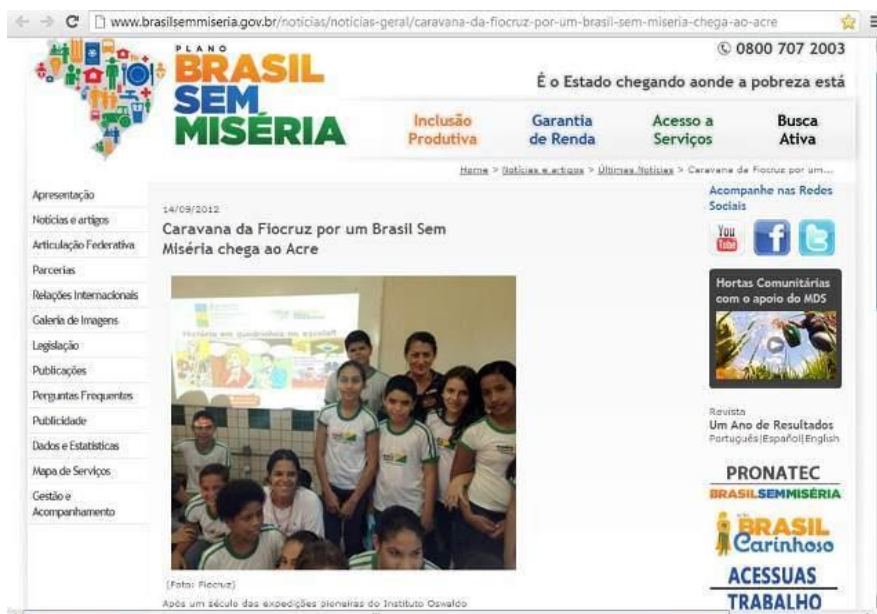 www.brasilsemmiseria.gov.br/noticias/noticias-geral/caravana-da-fiocruz-por-um-brasil-sem-miseria-chega-ao-acre
PLANO
BRASIL
SEM
MISÉRIA
0800 707 2003
É o Estado chegando aonde a pobreza está
Inclusão
Produtiva
Garantia
de Renda
Acesso a
Serviços
Busca
Ativa
Home > Notícias e artigos > Últimas Notícias > Caravana da Fiocruz por um...
Apresentação
Notícias e artigos
Articulação Federativa
Parcerias
Relações Internacionais
Galeria de Imagens
Legislação
Publicações
Perguntas Frequentes
Publicidade
Dados e Estatísticas
Mapa de Serviços
Gestão e
Acompanhamento
14/09/2012
Caravana da Fiocruz por um Brasil Sem
Miséria chega ao Acre
História em quadrinhos na escola!!
(Foto: Fiocruz)
Após um século das expedições pioneiras do Instituto Oswaldo
Acompanhe nas Redes
Sociais
You
Tube
Hortas Comunitárias
com o apoio do MDS
Revista
Um Ano de Resultados
Português|Español|English
PRONATEC
BRASILSEMMISÉRIA
BRASIL
Carinhoso
ACESSUAS
TRABALHO